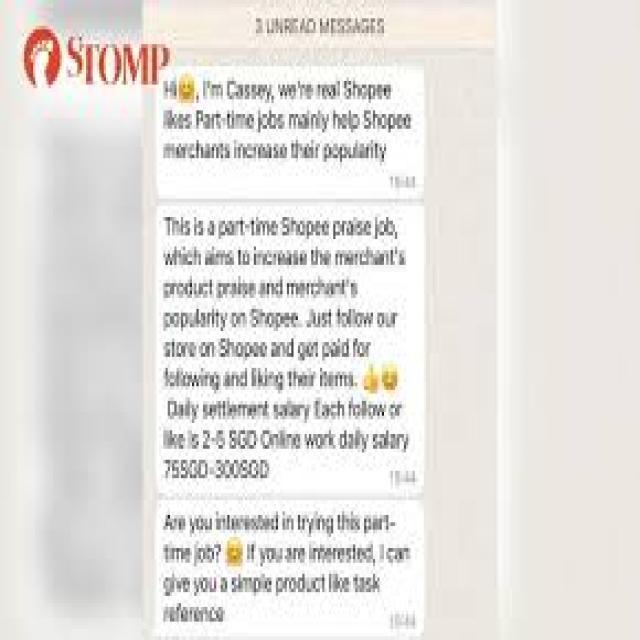 3 UNREAD MESSAGES
STOMP
Hi😊, I'm Cassey, we're real Shopee
likes Part-time jobs mainly help Shopee
merchants increase their popularity
19:44
This is a part-time Shopee praise job,
which aims to increase the merchant's
product praise and merchant's
popularity on Shopee. Just follow our
store on Shopee and get paid for
following and liking their items. 👍😄
Daily settlement salary Each follow or
like is 2-5 SGD Online work daily salary
75SGD-300SGD
19:44
Are you interested in trying this part-
time job? 😊 If you are interested, I can
give you a simple product like task
reference
19:44